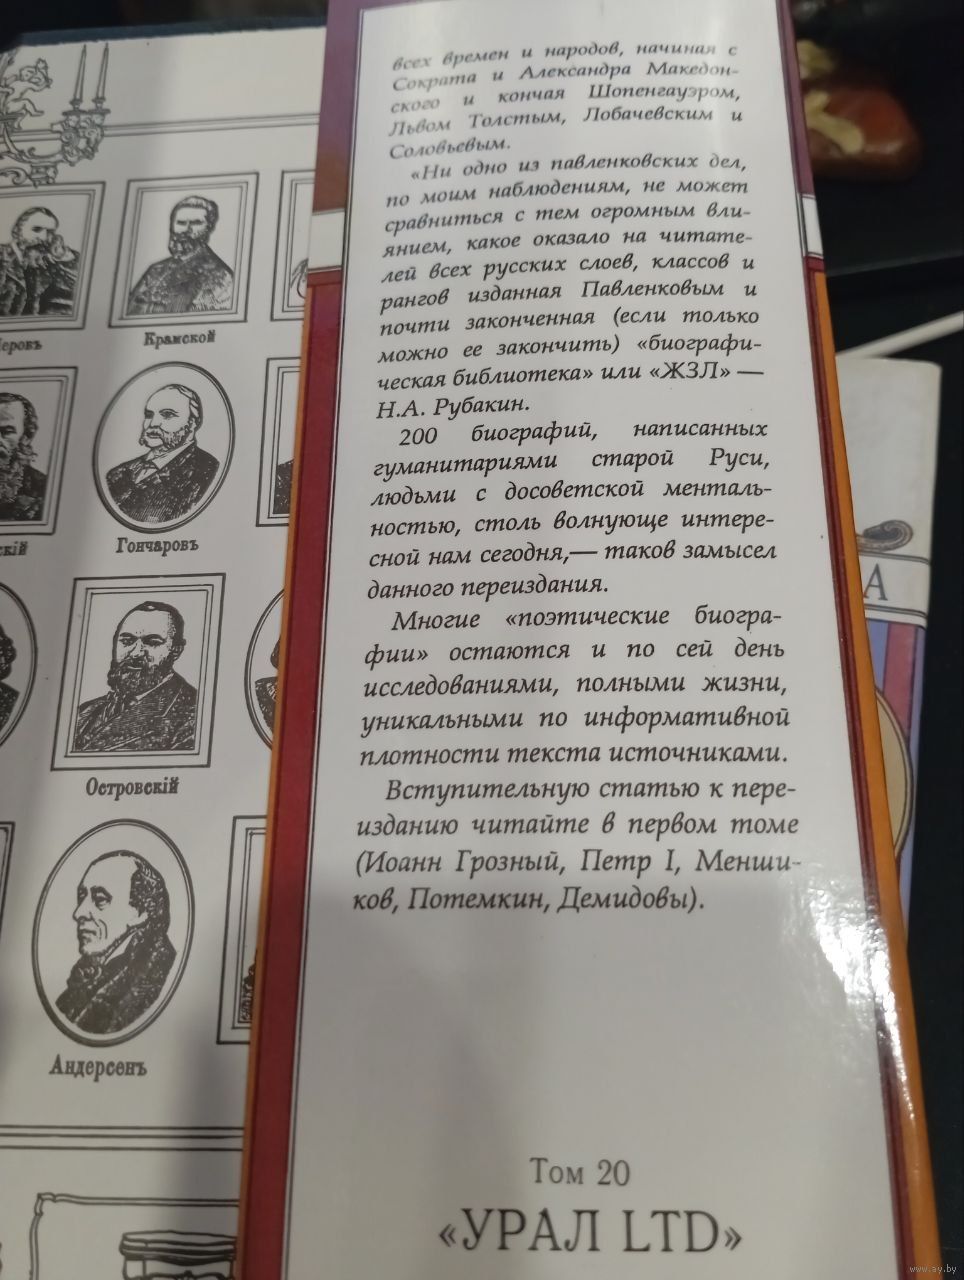 всех времен и народов, начиная с
Сократа и Александра Македон-
ского и кончая Шопенгауэром,
Львом Толстым, Лобачевским и
Соловьевым.
«Ни одно из павленковских дел,
по моим наблюдениям, не может
сравниться с тем огромным вли-
янием, какое оказало на читате-
лей всех русских слоев, классов и
рангов изданная Павленковым и
почти законченная (если только
можно ее закончить) «биографи-
ческая библиотека» или «ЖЗЛ» —
Н.А. Рубакин.
200 биографий, написанных
гуманитариями старой Руси,
людьми с досоветской менталь-
ностью, столь волнующе интере-
сной нам сегодня,— таков замысел
данного переиздания.
Многие «поэтические биогра-
фии» остаются и по сей день
исследованиями, полными жизни,
уникальными по информативной
плотности текста источниками.
Вступительную статью к пере-
изданию читайте в первом томе
(Иоанн Грозный, Петр I, Менши-
ков, Потемкин, Демидовы).
Том 20
«УРАЛ LTD»
Крамской
Гончаровъ
Островскій
Андерсенъ
А
www.ay.by